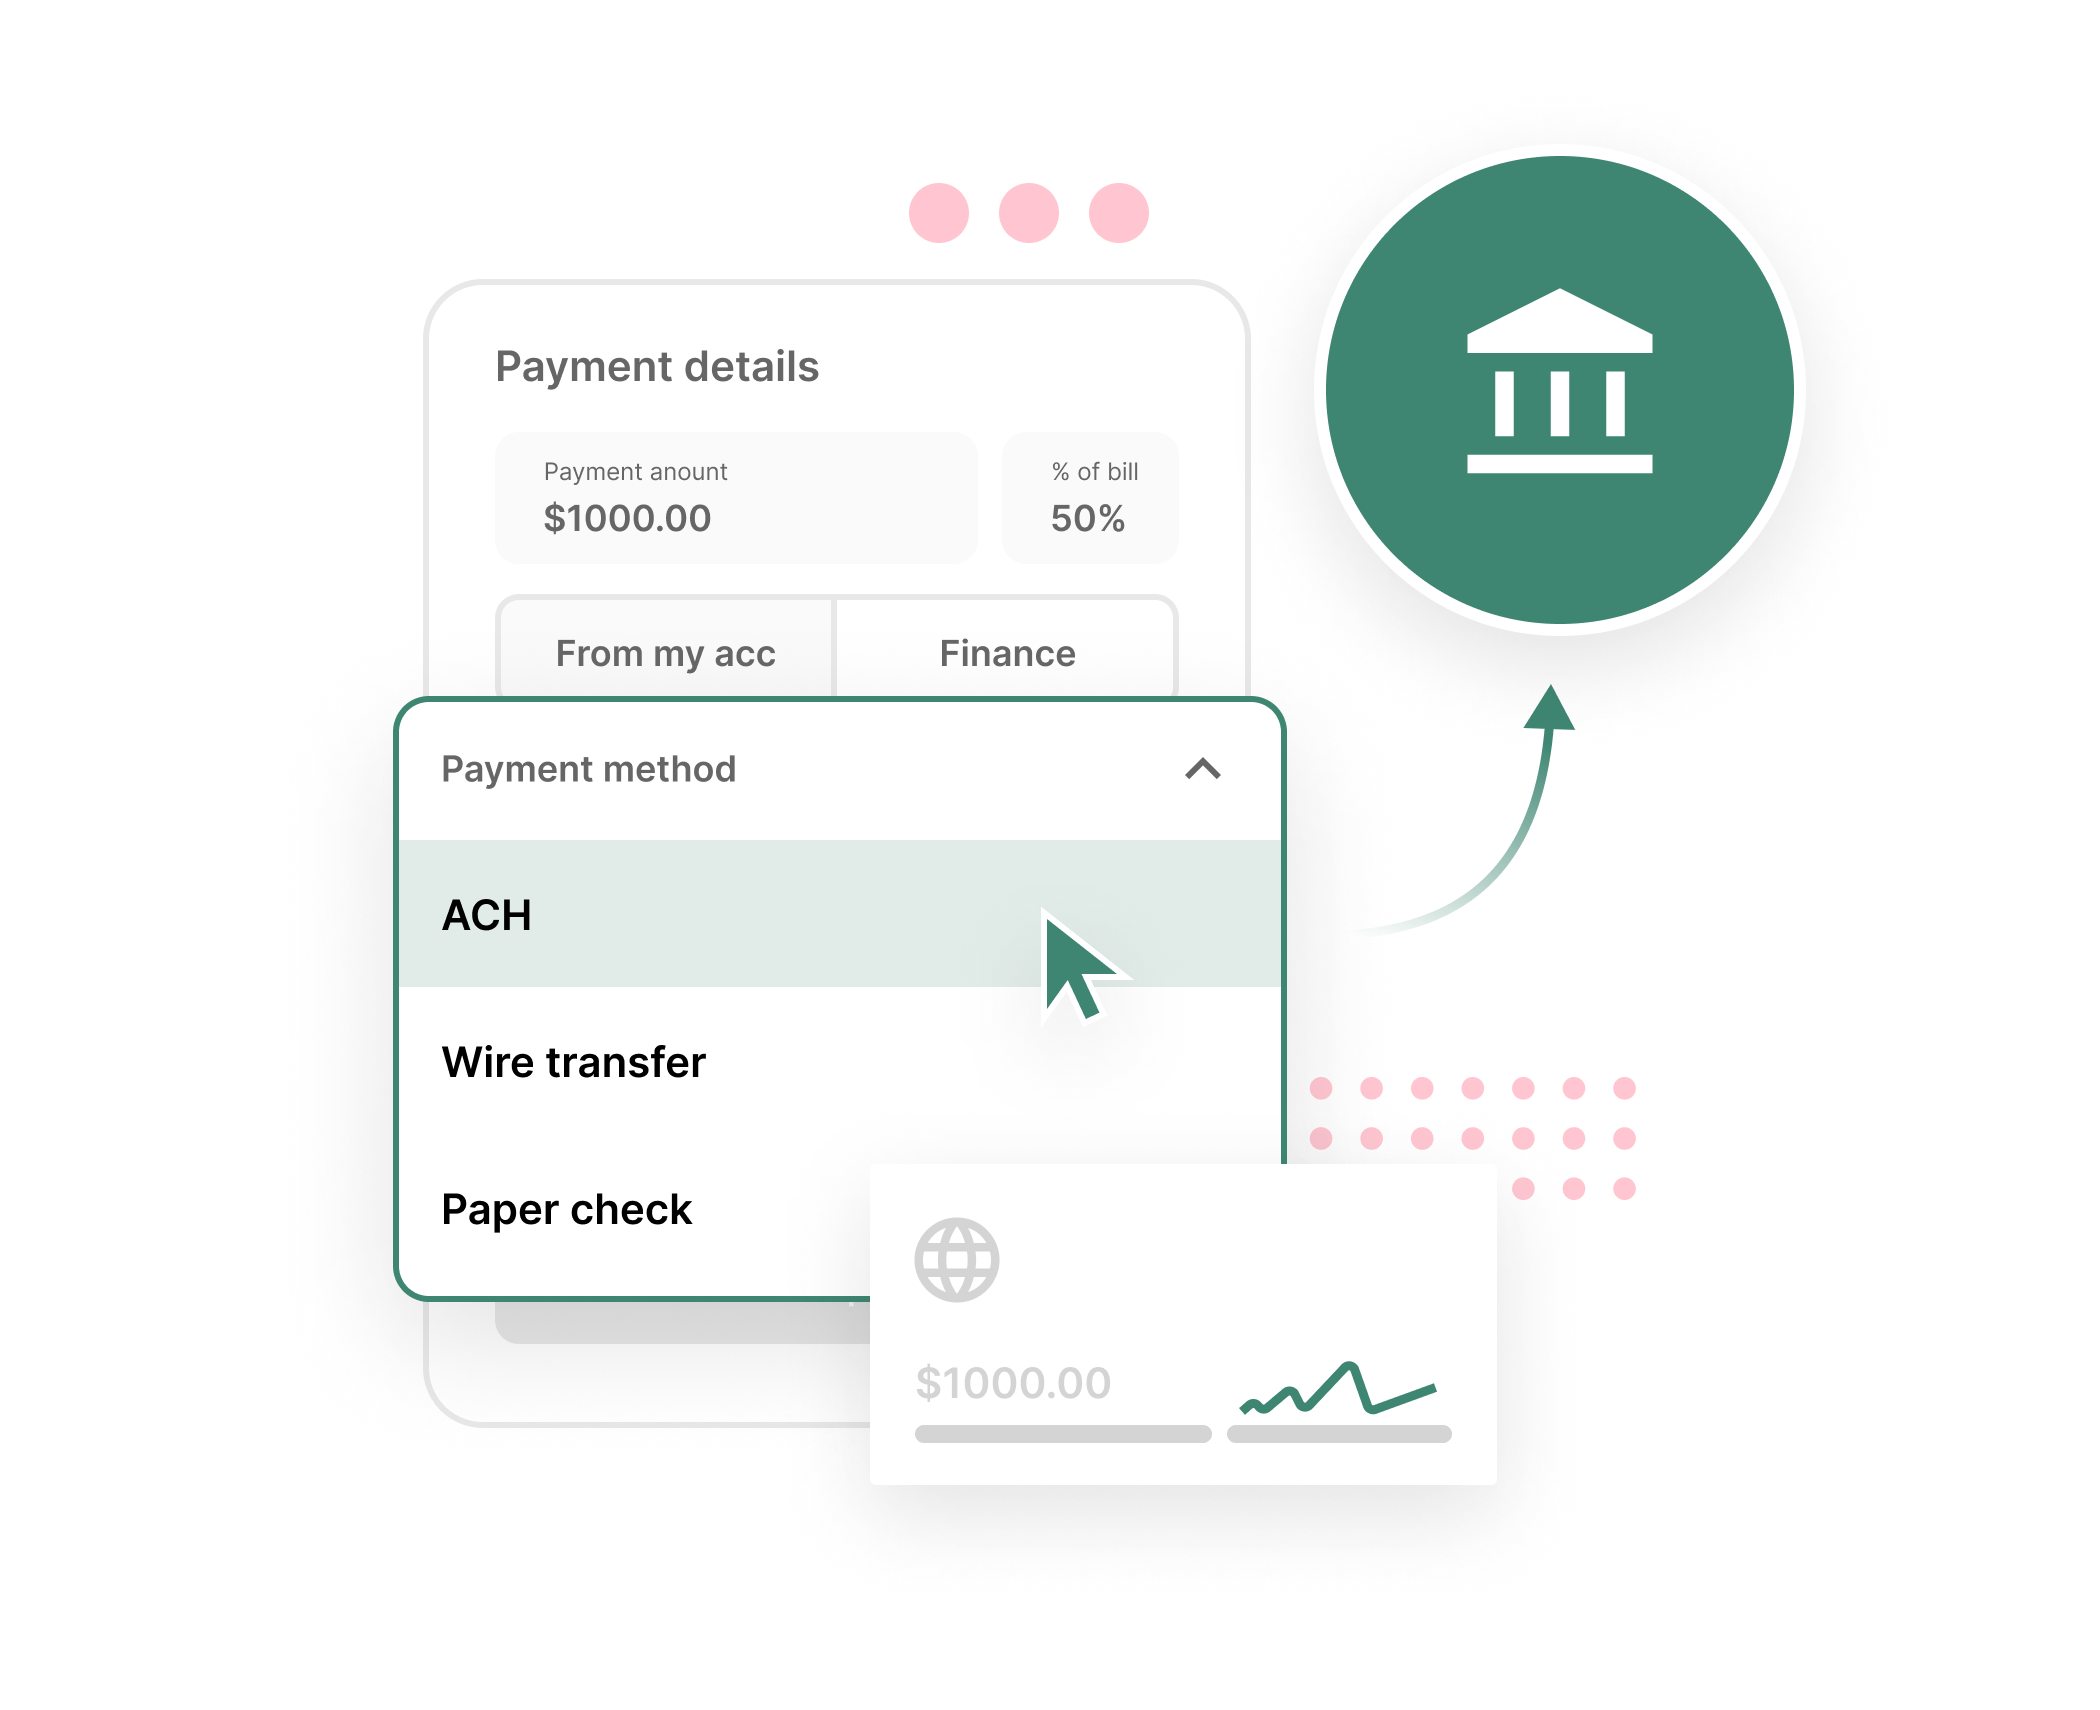 Payment details
Payment anount
% of bill
$1000.00
50%
From my acc
Finance
Payment method
ACH
Wire transfer
Paper check
$1000.00